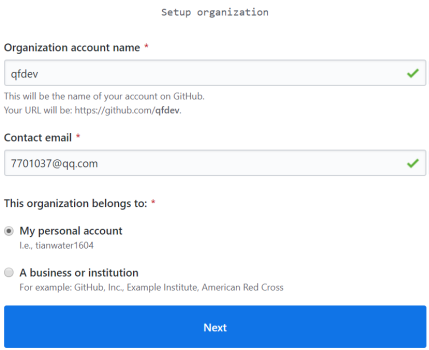 Setup organization
Organization account name *
qfdev
This will be the name of your account on GitHub.
Your URL will be: https://github.com/qfdev.
Contact email *
7701037@qq.com
This organization belongs to: *
My personal account
I.e., tianwater1604
A business or institution
For example: GitHub, Inc., Example Institute, American Red Cross
Next